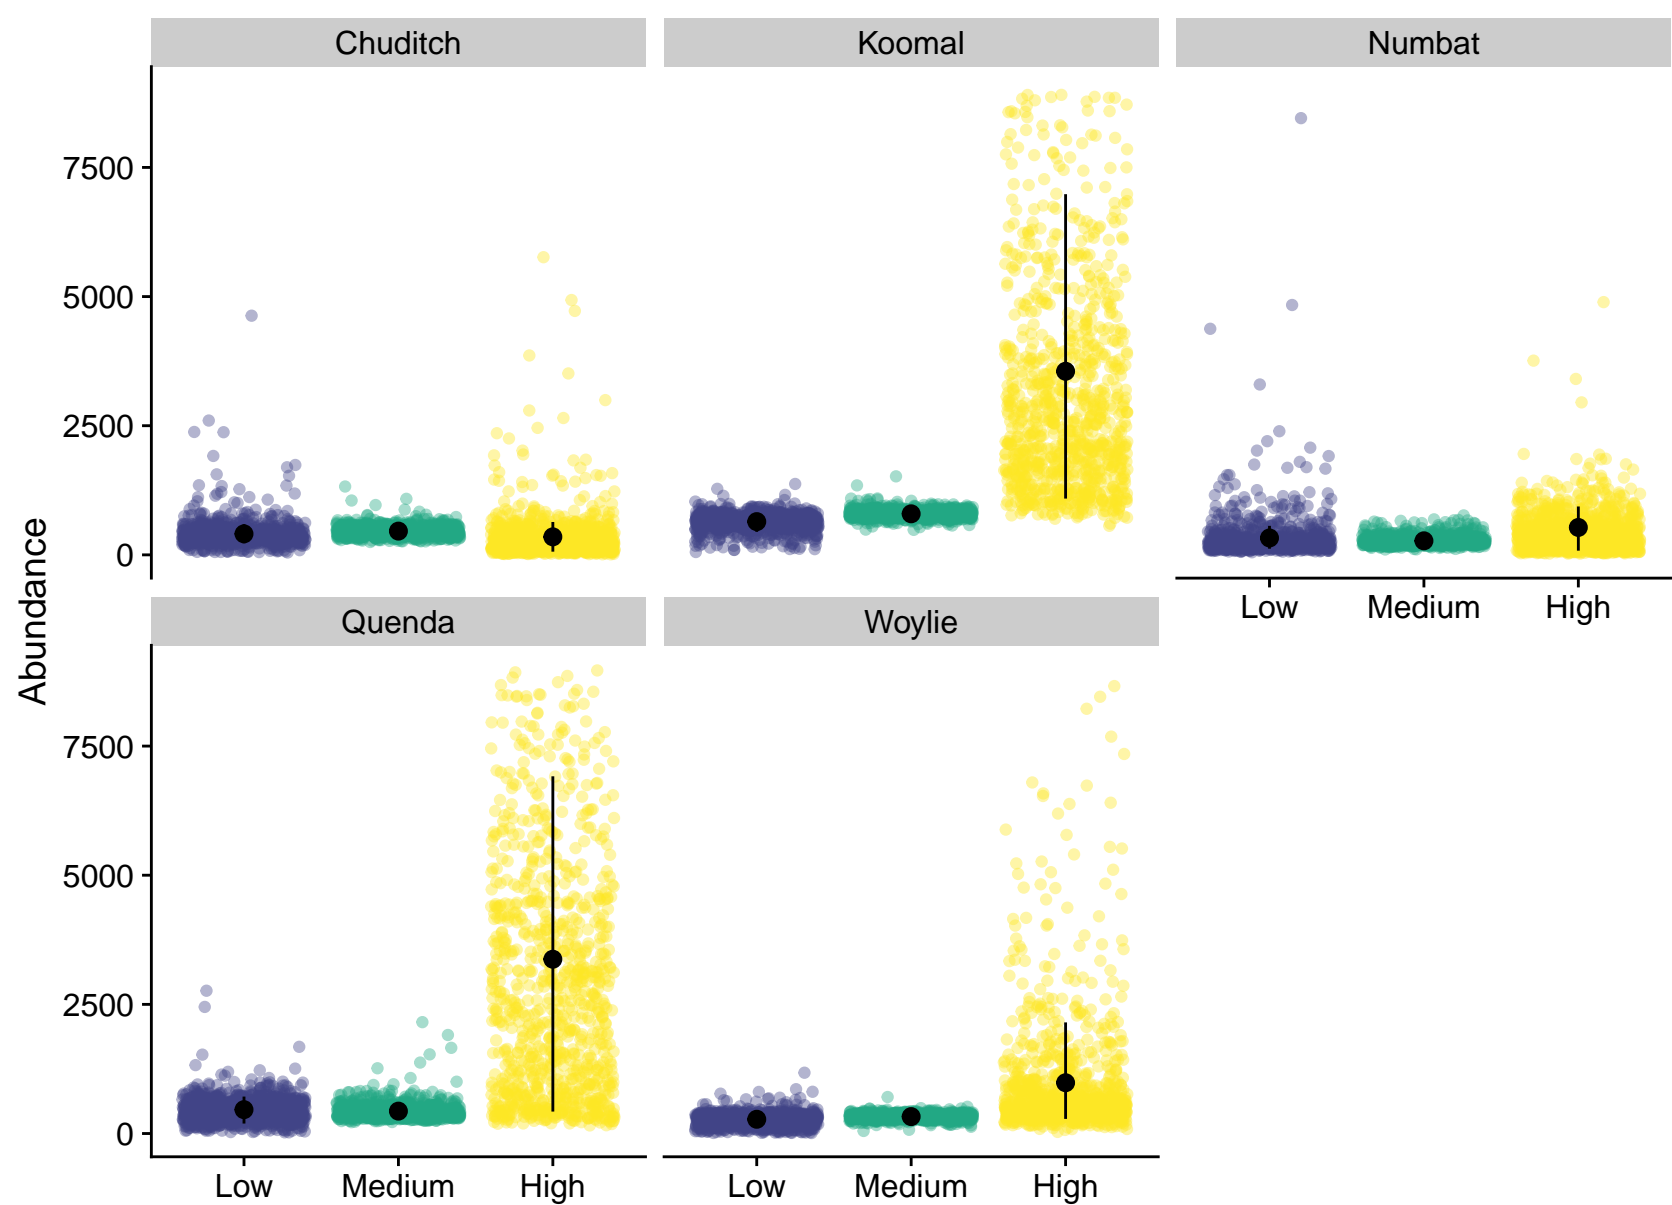 Chuditch
Koomal
Numbat
7500
5000
2500
0
Low Medium High
Abundance
Quenda
Woylie
7500
5000
2500
0
Low Medium High
Low Medium High